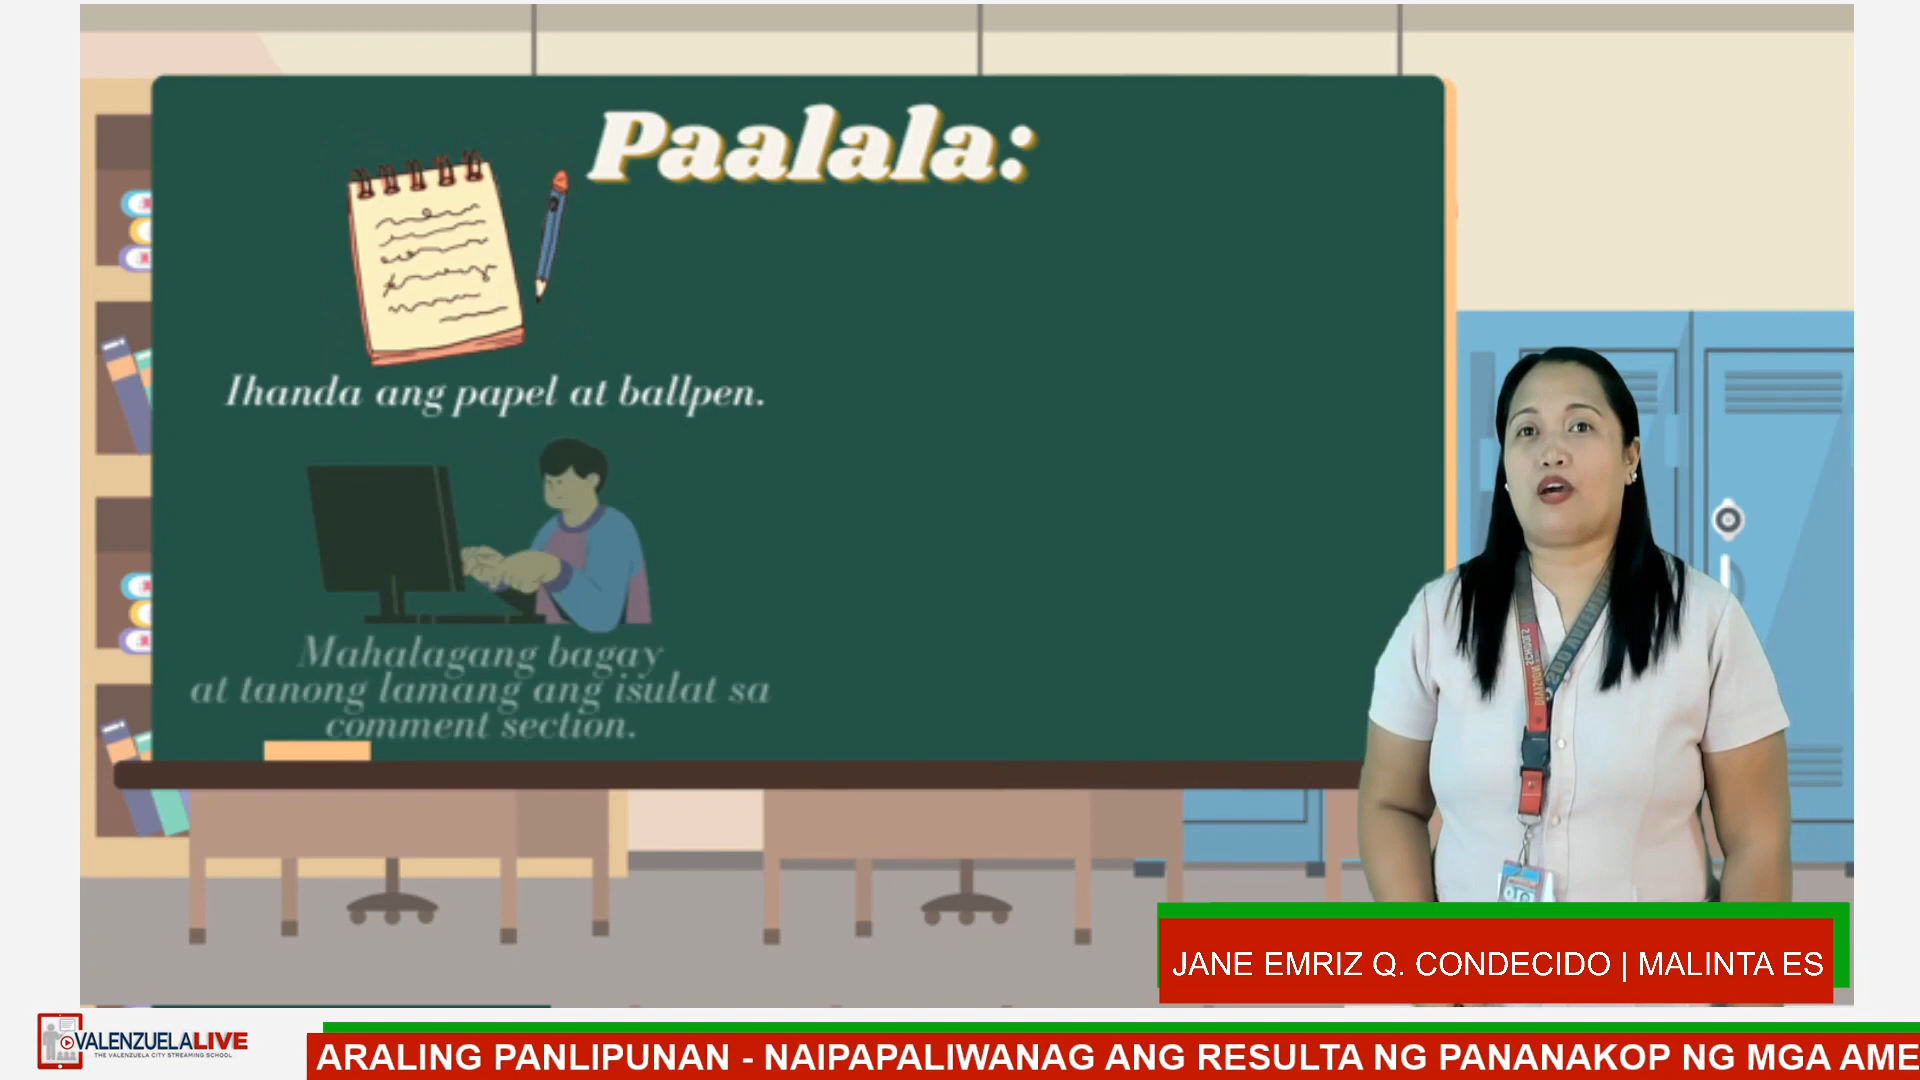 Paalala:
Ihanda ang papel at ballpen.
Mahalagang bagay
at tanong lamang ang isulat sa
comment section.
JANE EMRIZ Q. CONDECIDO | MALINTA ES
VALENZUELALIVE
THE VALENZUELA CITY STREAMING SCHOOL
ARALING PANLIPUNAN - NAIPAPALIWANAG ANG RESULTA NG PANANAKOP NG MGA AME